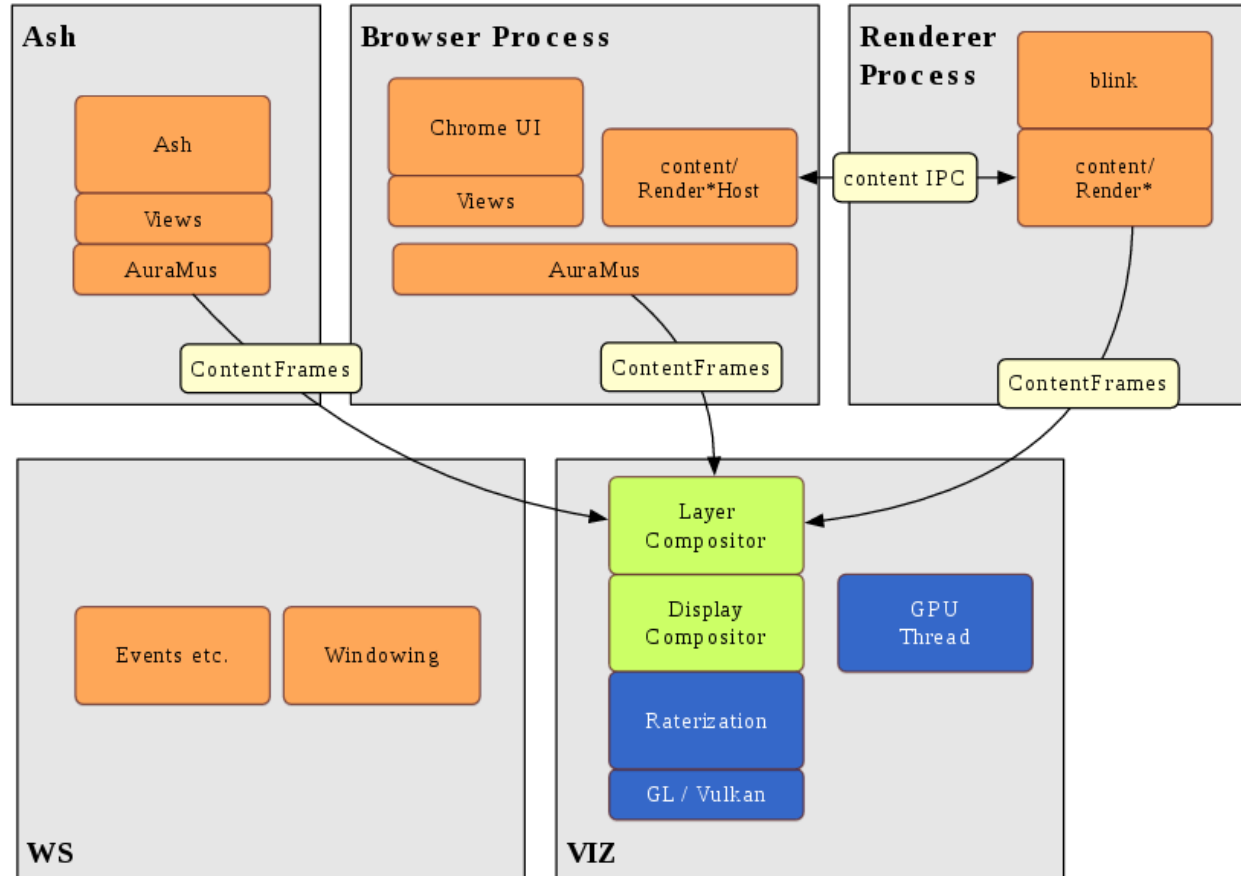 Ash
Ash
Views
AuraMus
ContentFrames
Browser Process
Chrome UI
Views
content/
Render*Host
AuraMus
ContentFrames
content IPC
Renderer
Process
blink
content/
Render*
ContentFrames
Events etc.
Windowing
WS
Layer
Compositor
Display
Compositor
Raterization
GL / Vulkan
GPU
Thread
VIZ